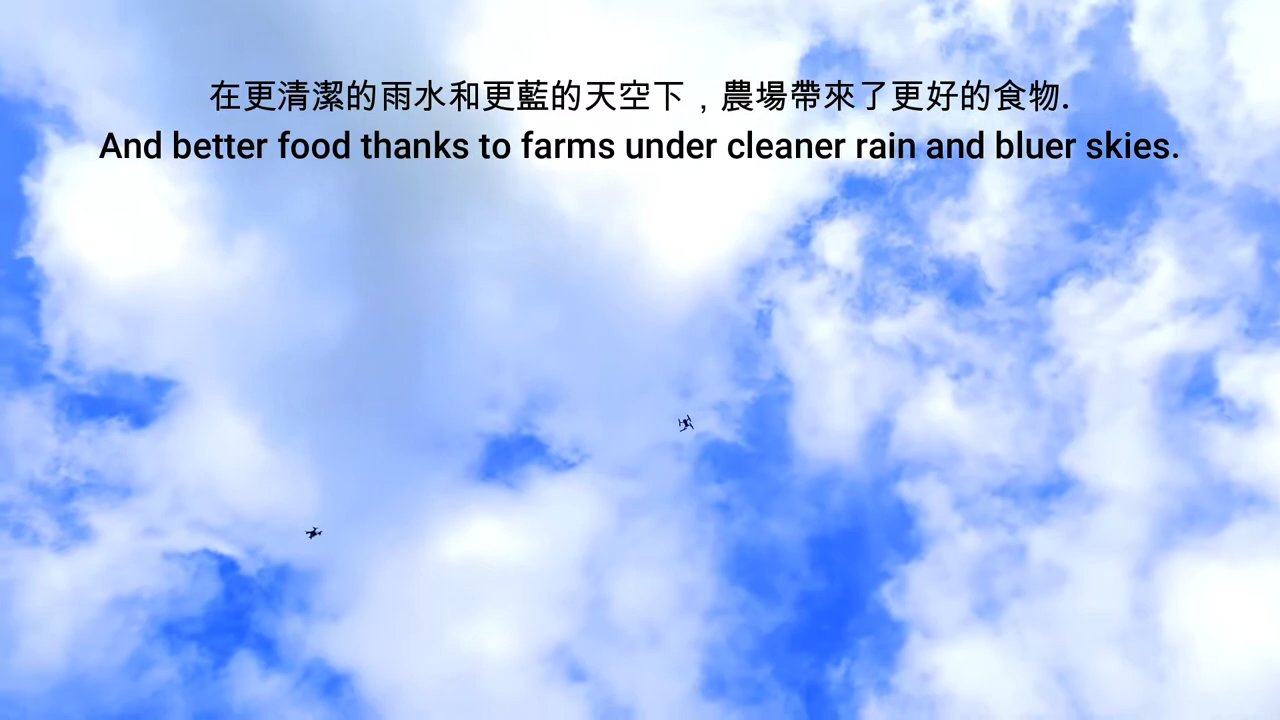 在更清潔的雨水和更藍的天空下，農場帶來了更好的食物.
And better food thanks to farms under cleaner rain and bluer skies.